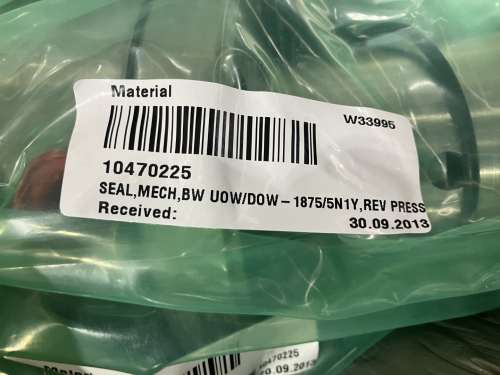 Material
W33995
10470225
SEAL,MECH,BW UOW/DOW-1875/5N1Y,REV PRESS
Received:
30.09.2013
10470225
30.09.2013